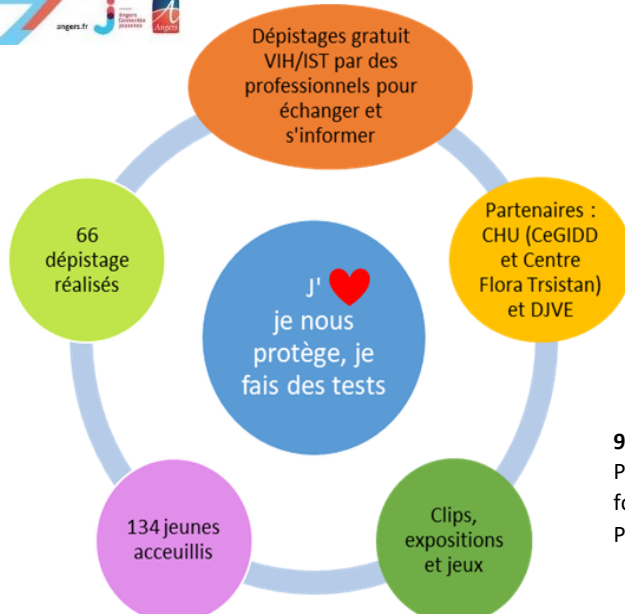 angers.fr
Angers
Connectée
Jeunesse
Angers
Dépistages gratuit
VIH/IST par des
professionnels pour
échanger et
s'informer
Partenaires :
CHU (CeGIDD
et Centre
Flora Trsistan)
et DJVE
66
dépistage
réalisés
J'
je nous
protège, je
fais des tests
134 jeunes
acceuillis
Clips,
expositions
et jeux
9
P
fo
P